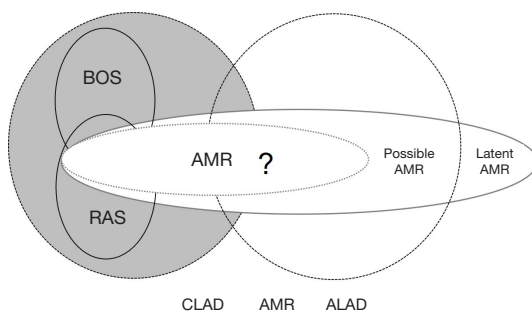 BOS
AMR ?
Possible
AMR
Latent
AMR
RAS
CLAD AMR ALAD